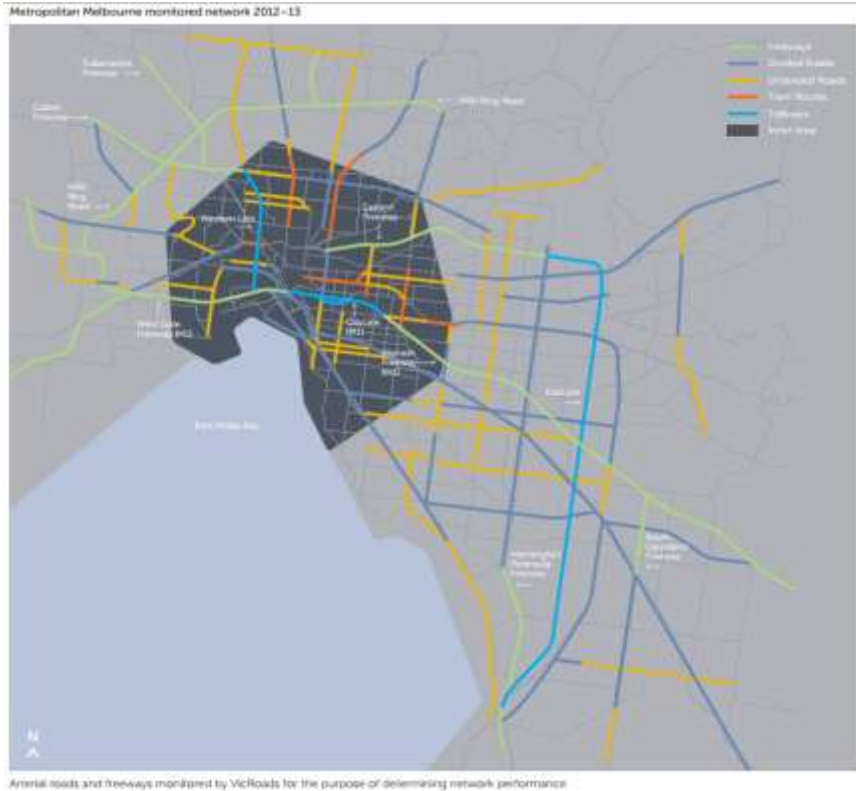 Metropolitan Melbourne monitored network 2012–13
Freeways
Divided Roads
Undivided Roads
Tram Routes
Tollways
Inner Area
Tullamarine
Freeway
Calder
Freeway
M80 Ring Road
M80
Ring
Road
Western Link
Eastern
Freeway
West Gate
Freeway (M1)
CityLink
(M1)
Monash
Freeway
(M1)
EastLink
Port Phillip Bay
Mornington
Peninsula
Freeway
South
Gippsland
Freeway
N
Arterial roads and freeways monitored by VicRoads for the purpose of determining network performance